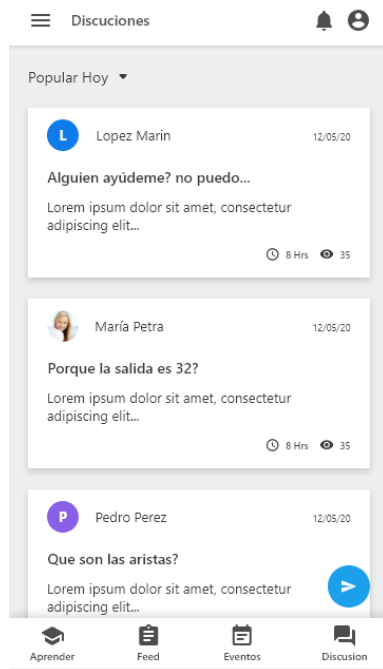 Discuciones
Popular Hoy
L
Lopez Marin
12/05/20
Alguien ayúdeme? no puedo...
Lorem ipsum dolor sit amet, consectetur
adipiscing elit...
8 Hrs 35
María Petra
12/05/20
Porque la salida es 32?
Lorem ipsum dolor sit amet, consectetur
adipiscing elit...
8 Hrs 35
P
Pedro Perez
12/05/20
Que son las aristas?
Lorem ipsum dolor sit amet, consectetur
adipiscing elit...
Aprender Feed Eventos Discusion